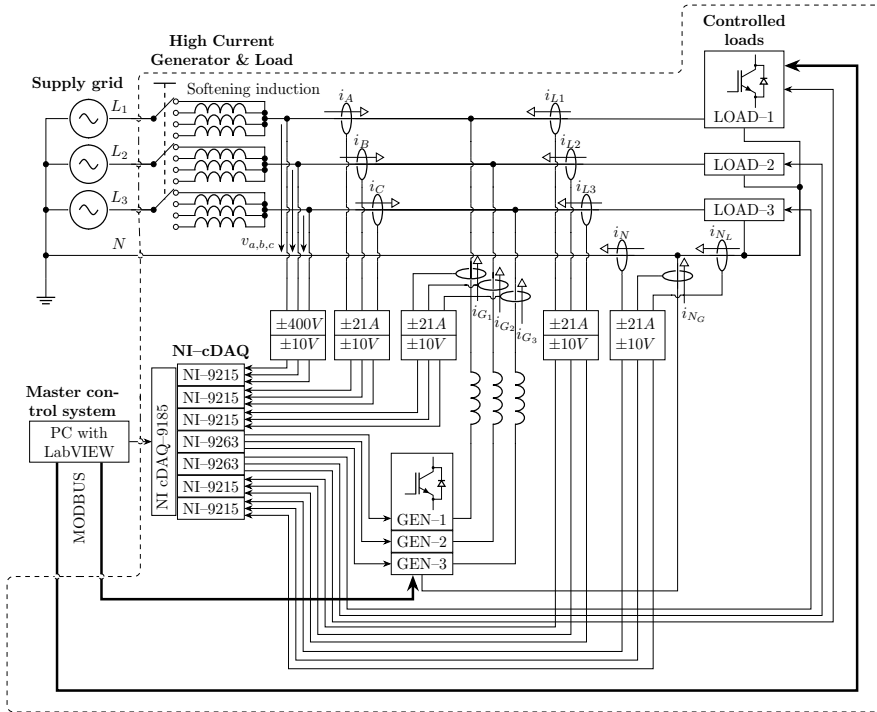 Controlled
loads
High Current
Generator & Load
Supply grid
Softening induction
L1
L2
L3
N
iA
iB
iC
iL1
iL2
iL3
iN
iNL
LOAD–1
LOAD–2
LOAD–3
va,b,c
iG1
iG2
iG3
iNG
±400V
±10V
±21A
±10V
±21A
±10V
±21A
±10V
±21A
±10V
NI–cDAQ
NI cDAQ–9185
NI–9215
NI–9215
NI–9215
NI–9263
NI–9263
NI–9215
NI–9215
Master con-
trol system
PC with
LabVIEW
MODBUS
GEN–1
GEN–2
GEN–3